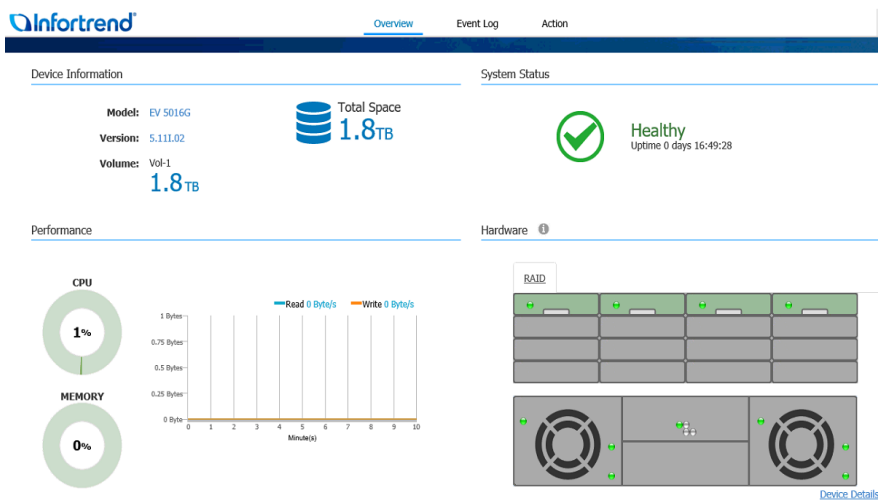 Infortrend
Overview Event Log Action
Device Information
Model: EV 5016G
Version: 5.11I.02
Volume: Vol-1
1.8 TB
Total Space
1.8TB
System Status
Healthy
Uptime 0 days 16:49:28
Performance
CPU
1%
MEMORY
0%
Read 0 Byte/s Write 0 Byte/s
1 Bytes
0.75 Bytes
0.5 Bytes
0.25 Bytes
0 Byte
0 1 2 3 4 5 6 7 8 9 10
Minute(s)
Hardware
RAID
Device Details